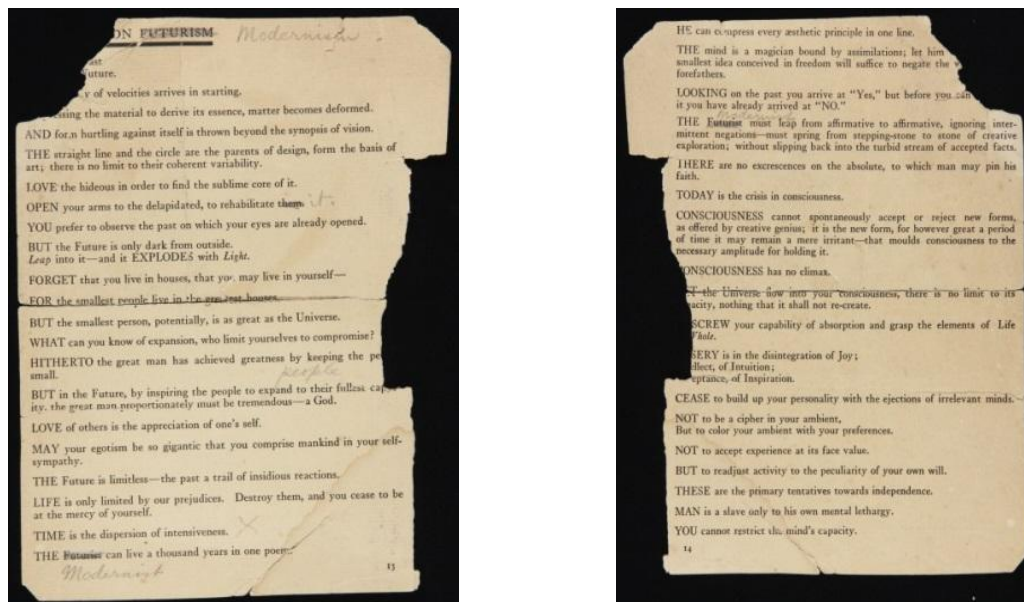 ON FUTURISM Modernism.
ast
uture.
y of velocities arrives in starting.
the material to derive its essence, matter becomes deformed.
AND form hurtling against itself is thrown beyond the synopsis of vision.
THE straight line and the circle are the parents of design, form the basis of
art; there is no limit to their coherent variability.
LOVE the hideous in order to find the sublime core of it.
OPEN your arms to the delapidated, to rehabilitate them. it.
YOU prefer to observe the past on which your eyes are already opened.
BUT the Future is only dark from outside.
Leap into it—and it EXPLODES with Light.
FORGET that you live in houses, that you may live in yourself—
FOR the smallest people live in the greatest houses.
BUT the smallest person, potentially, is as great as the Universe.
WHAT can you know of expansion, who limit yourselves to compromise?
HITHERTO the great man has achieved greatness by keeping the pe
small.
people
BUT in the Future, by inspiring the people to expand to their fullest cap
ity, the great man proportionately must be tremendous—a God.
LOVE of others is the appreciation of one's self.
MAY your egotism be so gigantic that you comprise mankind in your self-
sympathy.
THE Future is limitless—the past a trail of insidious reactions.
LIFE is only limited by our prejudices. Destroy them, and you cease to be
at the mercy of yourself.
TIME is the dispersion of intensiveness.
THE Futurist can live a thousand years in one poem.
Modernist
13
HE can compress every æsthetic principle in one line.
THE mind is a magician bound by assimilations; let him
smallest idea conceived in freedom will suffice to negate the w
forefathers.
LOOKING on the past you arrive at "Yes," but before you can
it you have already arrived at "NO."
THE Futurist must leap from affirmative to affirmative, ignoring inter-
mittent negations—must spring from stepping-stone to stone of creative
exploration; without slipping back into the turbid stream of accepted facts.
THERE are no excrescences on the absolute, to which man may pin his
faith.
TODAY is the crisis in consciousness.
CONSCIOUSNESS cannot spontaneously accept or reject new forms,
as offered by creative genius; it is the new form, for however great a period
of time it may remain a mere irritant—that moulds consciousness to the
necessary amplitude for holding it.
ONSCIOUSNESS has no climax.
ET the Universe flow into your consciousness, there is no limit to its
pacity, nothing that it shall not re-create.
SCREW your capability of absorption and grasp the elements of Life
Whole.
SERY is in the disintegration of Joy;
ellect, of Intuition;
eptance, of Inspiration.
CEASE to build up your personality with the ejections of irrelevant minds.
NOT to be a cipher in your ambient,
But to color your ambient with your preferences.
NOT to accept experience at its face value.
BUT to readjust activity to the peculiarity of your own will.
THESE are the primary tentatives towards independence.
MAN is a slave only to his own mental lethargy.
YOU cannot restrict the mind's capacity.
14